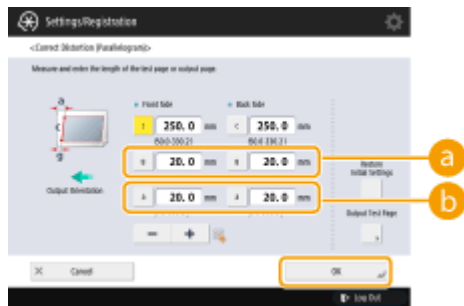 Settings/Registration
<Correct Distortion (Parallelogram)>
Measure and enter the length of the test page or output page.
a
c
g
Output Orientation
Front Side
Back Side
250.0 mm
c 250.0 mm
20.0 mm
20.0 mm
20.0 mm
20.0 mm
− +
Restore
Initial Settings
Output Test Page
a
b
× Cancel
OK
Log Out